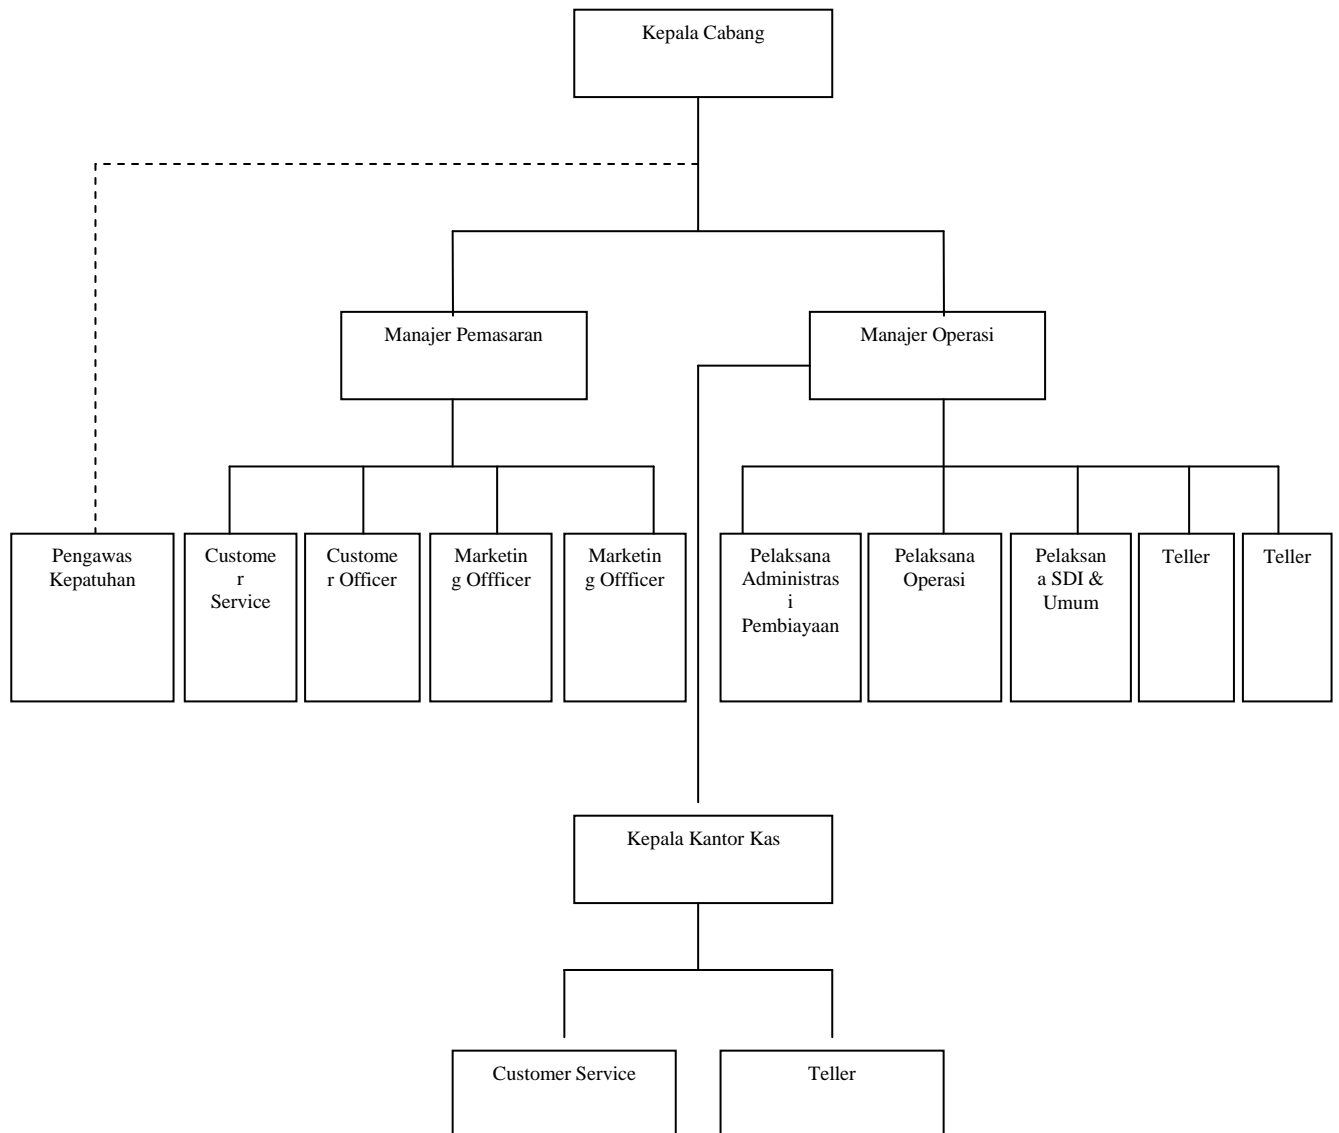 Kepala Cabang
Manajer Pemasaran
Manajer Operasi
Pengawas
Kepatuhan
Custome
r
Service
Custome
r Officer
Marketin
g Offficer
Marketin
g Offficer
Pelaksana
Administras
i
Pembiayaan
Pelaksana
Operasi
Pelaksan
a SDI &
Umum
Teller
Teller
Kepala Kantor Kas
Customer Service
Teller